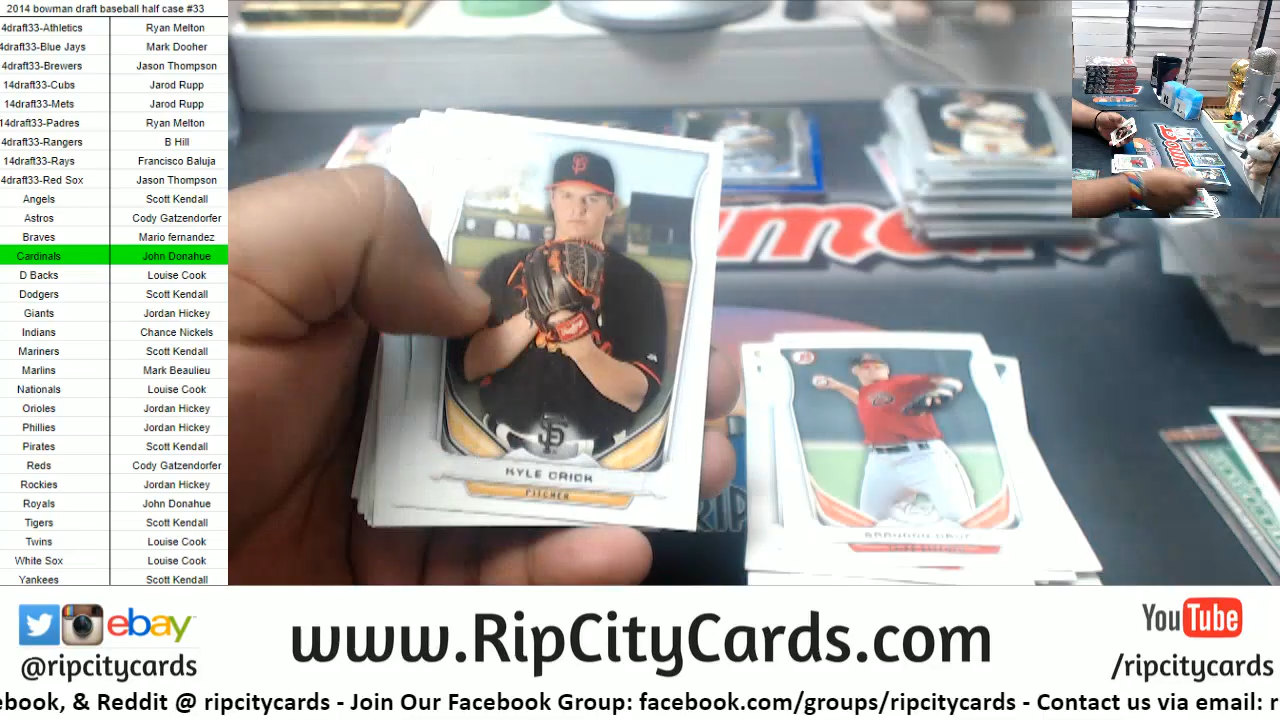 2014 bowman draft baseball half case #33
4draft33-Athletics Ryan Melton
4draft33-Blue Jays Mark Dooher
4draft33-Brewers Jason Thompson
14draft33-Cubs Jarod Rupp
14draft33-Mets Jarod Rupp
14draft33-Padres Ryan Melton
4draft33-Rangers B Hill
14draft33-Rays Francisco Baluja
4draft33-Red Sox Jason Thompson
Angels Scott Kendall
Astros Cody Gatzendorfer
Braves Mario fernandez
Cardinals John Donahue
D Backs Louise Cook
Dodgers Scott Kendall
Giants Jordan Hickey
Indians Chance Nickels
Mariners Scott Kendall
Marlins Mark Beaulieu
Nationals Louise Cook
Orioles Jordan Hickey
Phillies Jordan Hickey
Pirates Scott Kendall
Reds Cody Gatzendorfer
Rockies Jordan Hickey
Royals John Donahue
Tigers Scott Kendall
Twins Louise Cook
White Sox Louise Cook
Yankees Scott Kendall
SF
SF
KYLE CRICK
PITCHER
RIP
ebay
@ripcitycards
www.RipCityCards.com
YouTube
/ripcitycards
ebook, & Reddit @ ripcitycards - Join Our Facebook Group: facebook.com/groups/ripcitycards - Contact us via email: